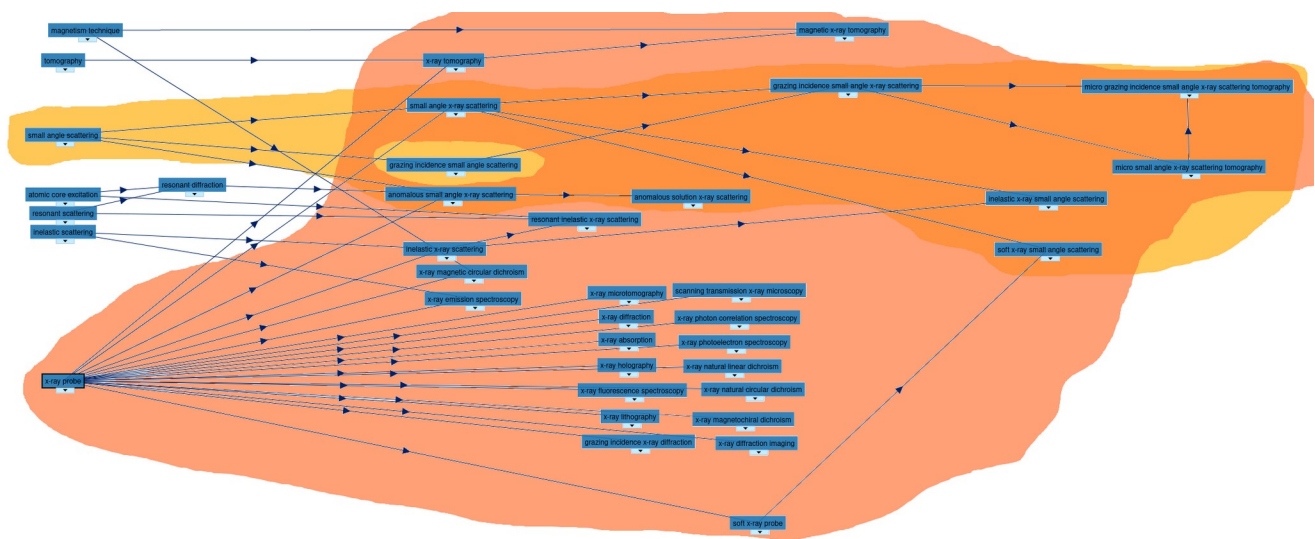 magnetism technique
magnetic x-ray tomography
tomography
x-ray tomography
grazing incidence small angle x-ray scattering
micro grazing incidence small angle x-ray scattering tomography
small angle x-ray scattering
small angle scattering
grazing incidence small angle scattering
micro small angle x-ray scattering tomography
resonant diffraction
atomic core exitation
anomalous small angle x-ray scattering
anomalous solution x-ray scattering
inelastic x-ray small angle scattering
resonant scattering
resonant inelastic x-ray scattering
inelastic scattering
inelastic x-ray scattering
soft x-ray small angle scattering
x-ray magnetic circular dichroism
x-ray emission spectroscopy
x-ray microtomography
scanning transmission x-ray microscopy
x-ray diffraction
x-ray photon correlation spectroscopy
x-ray absorption
x-ray photoelectron spectroscopy
x-ray holography
x-ray natural linear dichroism
x-ray probe
x-ray fluorescence spectroscopy
x-ray natural circular dichroism
x-ray lithography
x-ray magnetochiral dichroism
grazing incidence x-ray diffraction
x-ray diffraction imaging
soft x-ray probe